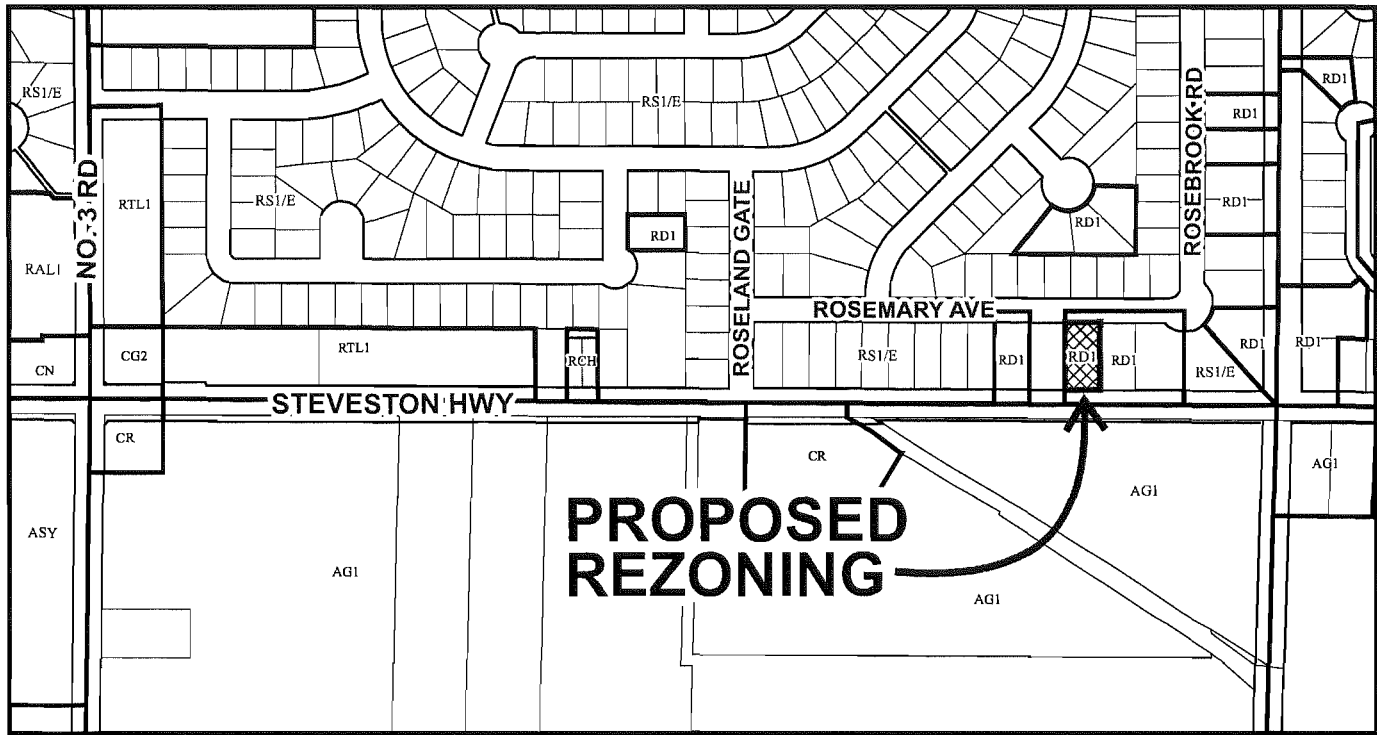 RS1/E
RD1
RS1/E
RD1
NO. 3 RD
RTL1
RS1/E
ROSELAND GATE
ROSEBROOK RD
RD1
RD1
RD1
RAL1
ROSEMARY AVE
CN
CG2
RTL1
RCH
RS1/E
RD1
RD1
RD1
RS1/E
RD1
RD1
STEVESTON HWY
CR
CR
AG1
AG1
PROPOSED
REZONING
ASY
AG1
AG1